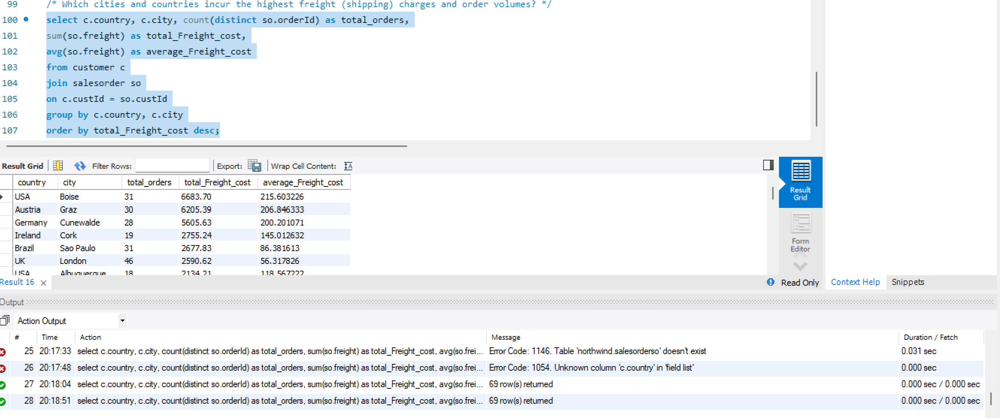 99 /* Which cities and countries incur the highest freight (shipping) charges and order volumes? */
100 select c.country, c.city, count(distinct so.orderId) as total_orders,
101 sum(so.freight) as total_Freight_cost,
102 avg(so.freight) as average_Freight_cost
103 from customer c
104 join salesorder so
105 on c.custId = so.custId
106 group by c.country, c.city
107 order by total_Freight_cost desc;
Result Grid Filter Rows: Export: Wrap Cell Content:
country city total_orders total_Freight_cost average_Freight_cost
USA Boise 31 6683.70 215.603226
Austria Graz 30 6205.39 206.846333
Germany Cunewalde 28 5605.63 200.201071
Ireland Cork 19 2755.24 145.012632
Brazil Sao Paulo 31 2677.83 86.381613
UK London 46 2590.62 56.317826
USA Albuquerque 18 2134.21 118.567222
Result
Grid
Form
Editor
Result 16 Read Only Context Help Snippets
Output
Action Output
# Time Action Message Duration / Fetch
25 20:17:33 select c.country, c.city, count(distinct so.orderId) as total_orders, sum(so.freight) as total_Freight_cost, avg(so.frei... Error Code: 1146. Table 'northwind.salesorderso' doesn't exist 0.031 sec
26 20:17:48 select c.country, c.city, count(distinct so.orderId) as total_orders, sum(so.freight) as total_Freight_cost, avg(so.frei... Error Code: 1054. Unknown column 'c.country' in 'field list' 0.000 sec
27 20:18:04 select c.country, c.city, count(distinct so.orderId) as total_orders, sum(so.freight) as total_Freight_cost, avg(so.frei... 69 row(s) returned 0.000 sec / 0.000 sec
28 20:18:51 select c.country, c.city, count(distinct so.orderId) as total_orders, sum(so.freight) as total_Freight_cost, avg(so.frei... 69 row(s) returned 0.000 sec / 0.000 sec